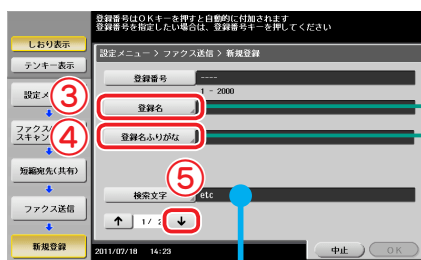 登録番号はOKキーを押すと自動的に付加されます
登録番号を指定したい場合は、登録番号キーを押してください
しおり表示
テンキー表示
設定メニュー > ファクス送信 > 新規登録
登録番号 ----
1 - 2000
設定メ
③
登録名
ファクス
スキャン
④
登録名ふりがな
短縮宛先(共有)
⑤
検索文字 etc
ファクス送信
↑ 1/ 2 ↓
新規登録
2011/07/18 14:23
中止
OK